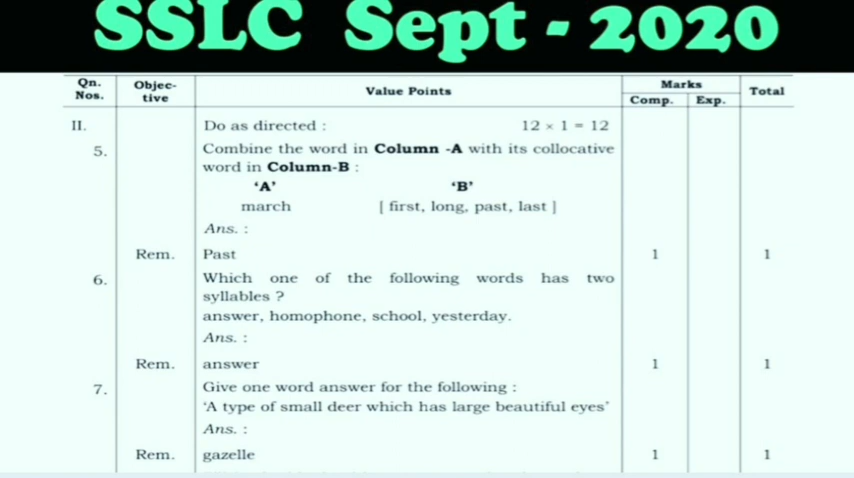 SSLC Sept - 2020
Qn. Nos. Objec-tive Value Points Marks Total
Comp. Exp.
II. Do as directed : 12 × 1 = 12
5. Combine the word in Column -A with its collocative
word in Column-B :
‘A’ ‘B’
march [ first, long, past, last ]
Ans. :
Rem. Past 1 1
6. Which one of the following words has two
syllables ?
answer, homophone, school, yesterday.
Ans. :
Rem. answer 1 1
7. Give one word answer for the following :
‘A type of small deer which has large beautiful eyes’
Ans. :
Rem. gazelle 1 1